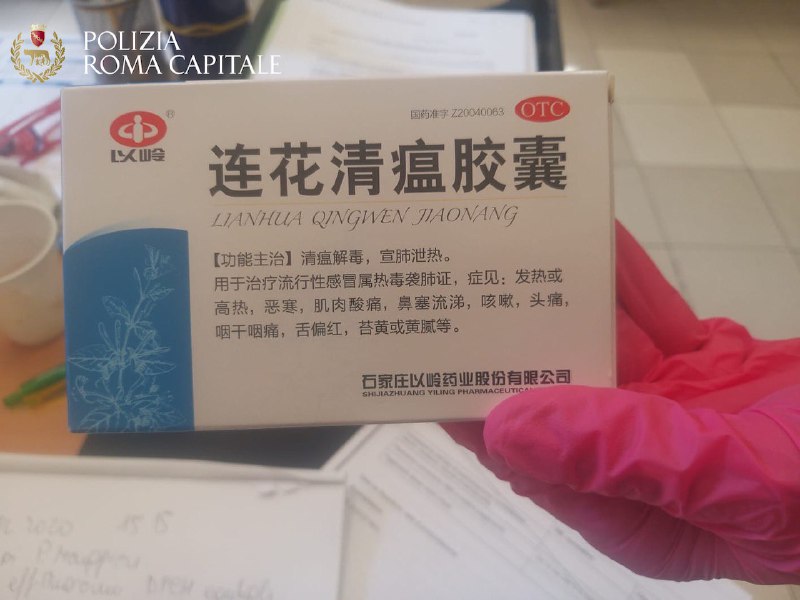 POLIZIA
ROMA CAPITALE
国药准字 Z20040063 OTC
以岭®
连花清瘟胶囊
LIANHUA QINGWEN JIAONANG
【功能主治】清瘟解毒，宣肺泄热。
用于治疗流行性感冒属热毒袭肺证，症见：发热或
高热，恶寒，肌肉酸痛，鼻塞流涕，咳嗽，头痛，
咽干咽痛，舌偏红，苔黄或黄腻等。
石家庄以岭药业股份有限公司
SHIJIAZHUANG YILING PHARMACEUTICAL
2020 15